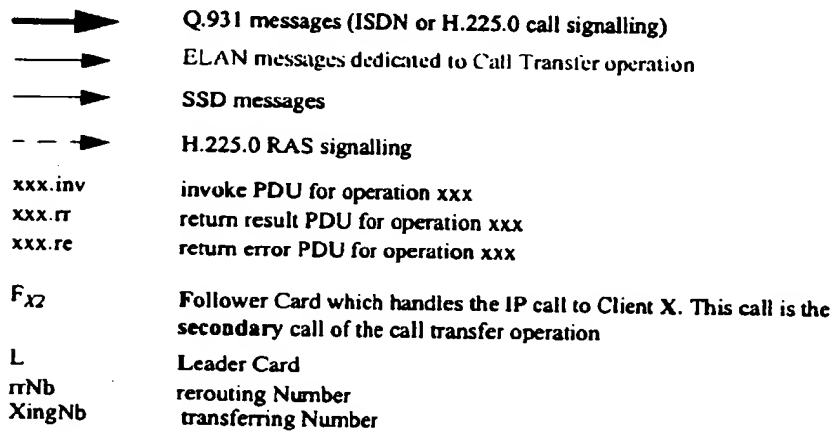 Q.931 messages (ISDN or H.225.0 call signalling)
ELAN messages dedicated to Call Transfer operation
SSD messages
H.225.0 RAS signalling
xxx.inv invoke PDU for operation xxx
xxx.rr return result PDU for operation xxx
xxx.re return error PDU for operation xxx
FX2 Follower Card which handles the IP call to Client X. This call is the
secondary call of the call transfer operation
L Leader Card
rrNb rerouting Number
XingNb transferring Number